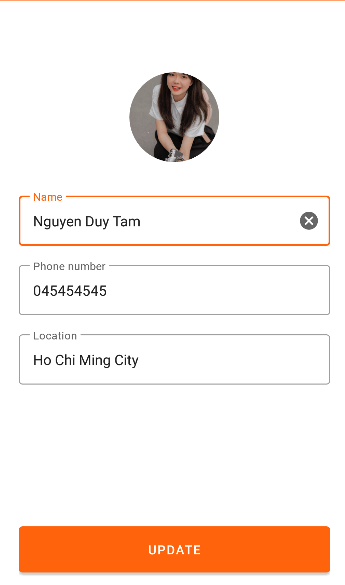 Name
Nguyen Duy Tam
Phone number
045454545
Location
Ho Chi Ming City
UPDATE